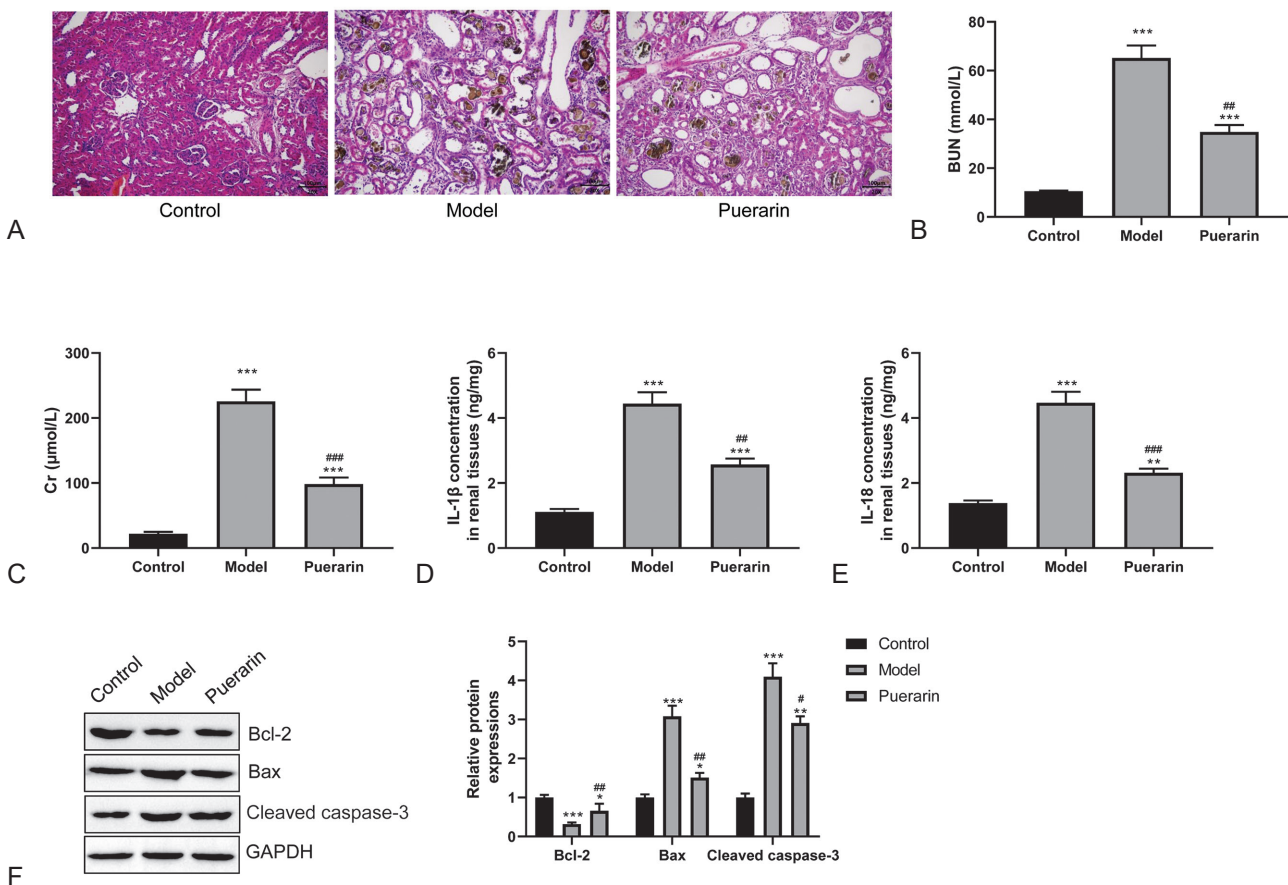 100μm
100μm
100μm
Control
Model
Puerarin
A
BUN (mmol/L)
80
60
40
20
0
***
##
***
Control
Model
Puerarin
B
Cr (μmol/L)
300
200
100
0
***
###
***
Control
Model
Puerarin
C
IL-1β concentration
in renal tissues (ng/mg)
6
4
2
0
***
##
***
Control
Model
Puerarin
D
IL-18 concentration
in renal tissues (ng/mg)
6
4
2
0
***
###
**
Control
Model
Puerarin
E
Control
Model
Puerarin
Bcl-2
Bax
Cleaved caspase-3
GAPDH
Relative protein
expressions
5
4
3
2
1
0
***
##
*
***
##
*
***
#
**
Bcl-2
Bax
Cleaved caspase-3
Control
Model
Puerarin
F